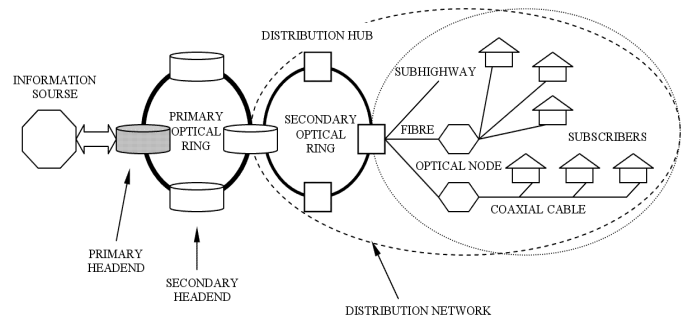 DISTRIBUTION HUB
INFORMATION
SOURSE
SUBHIGHWAY
PRIMARY
OPTICAL
RING
SECONDARY
OPTICAL
RING
FIBRE
SUBSCRIBERS
OPTICAL NODE
COAXIAL CABLE
PRIMARY
HEADEND
SECONDARY
HEADEND
DISTRIBUTION NETWORK